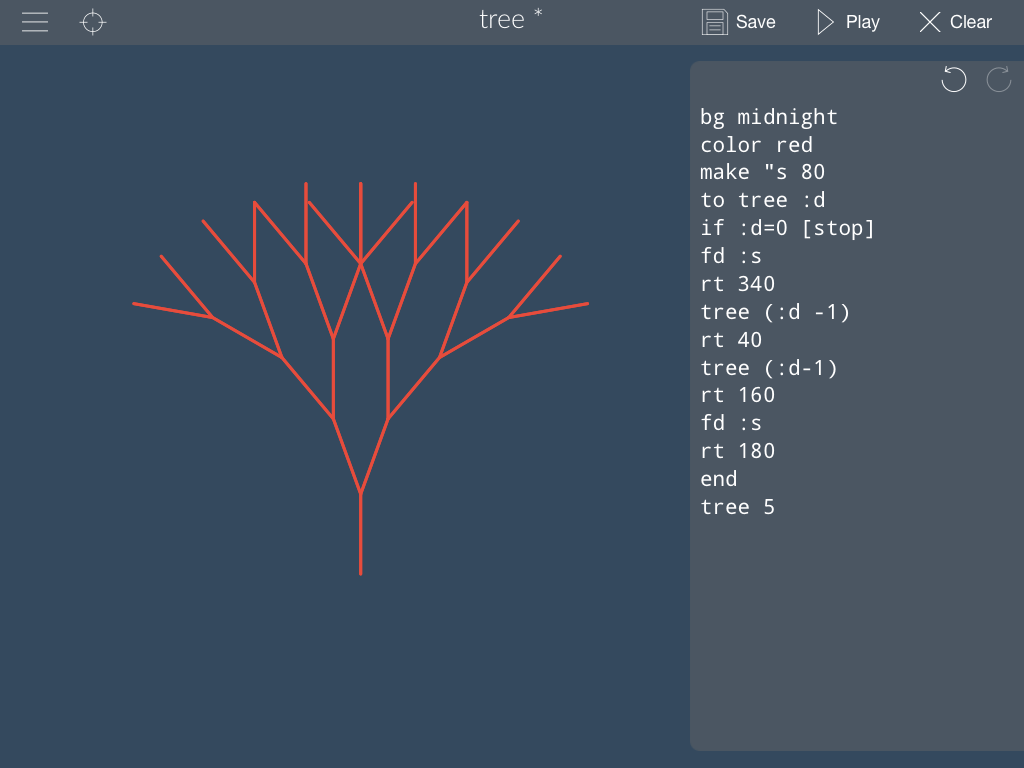 tree *
Save
Play
Clear
bg midnight
color red
make "s 80
to tree :d
if :d=0 [stop]
fd :s
rt 340
tree (:d -1)
rt 40
tree (:d-1)
rt 160
fd :s
rt 180
end
tree 5